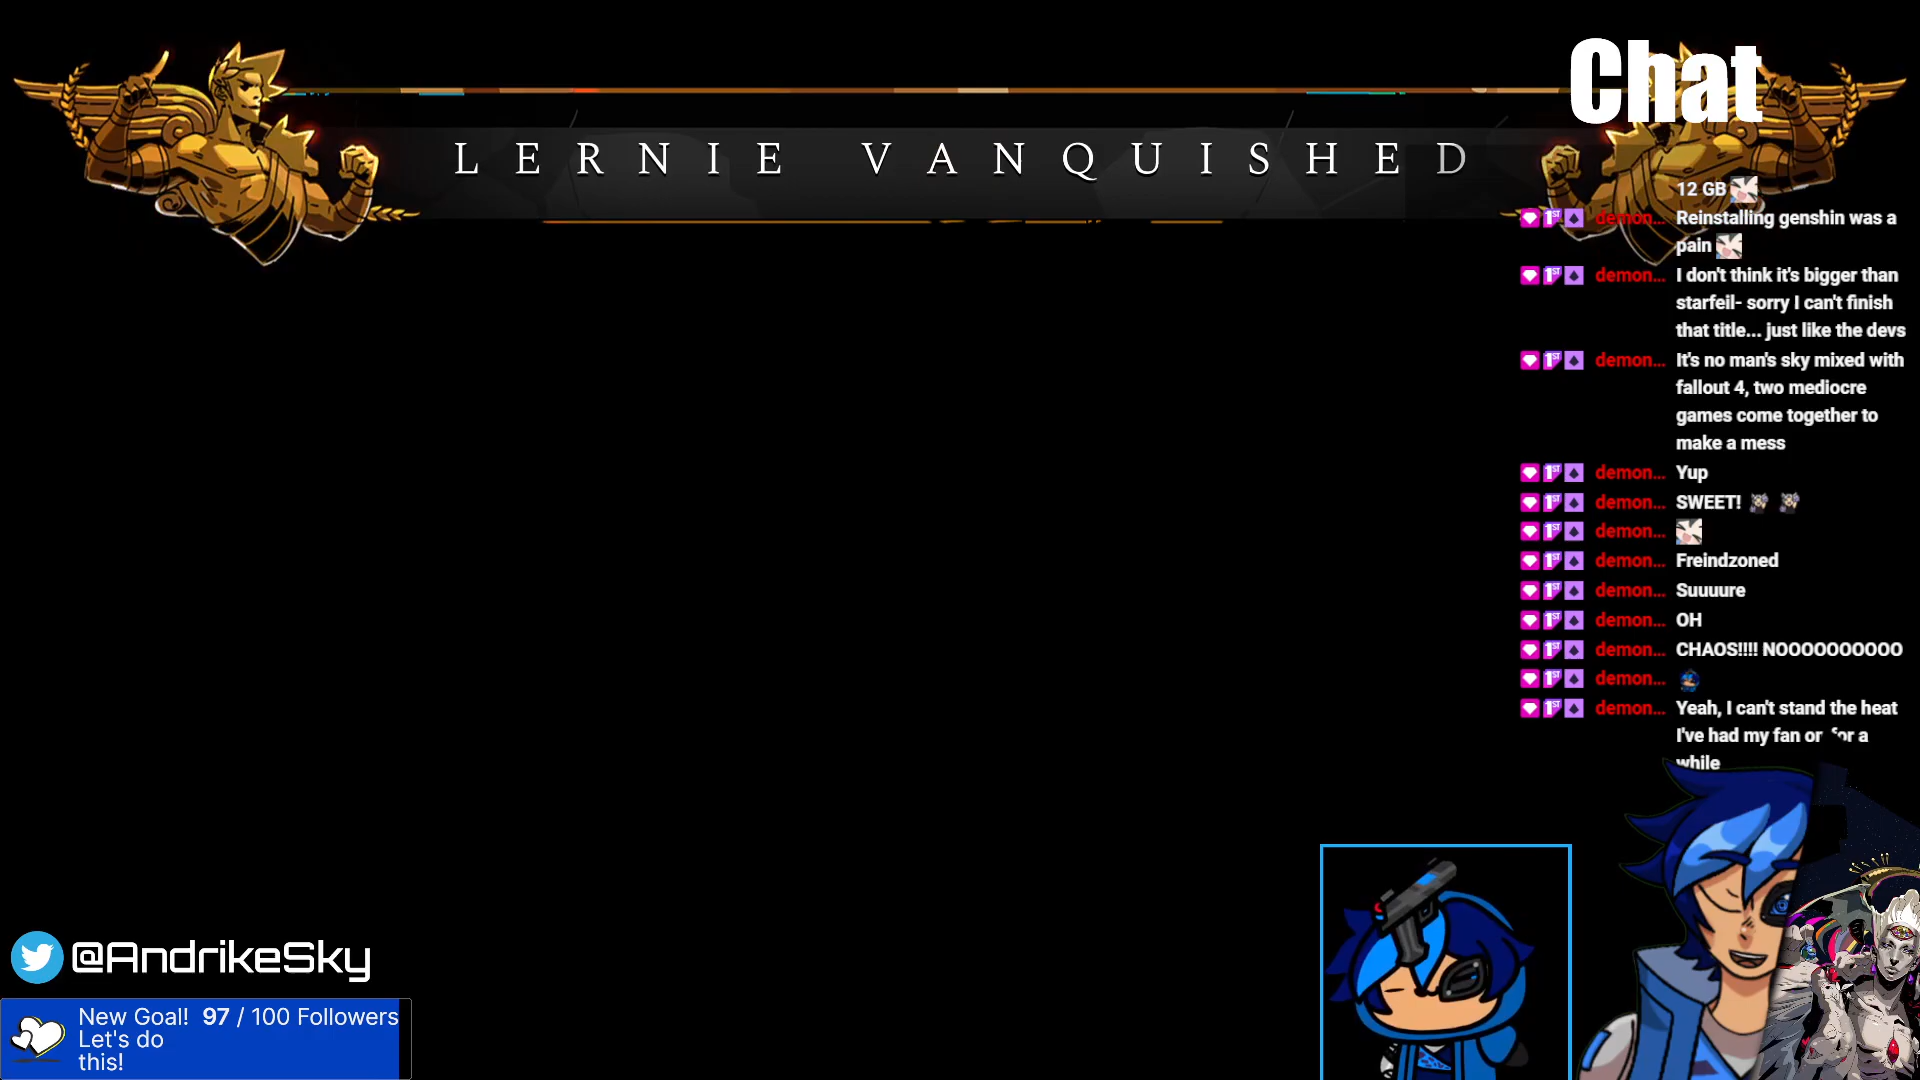 Chat
LERNIE VANQUISHED
12 GB
demon... Reinstalling genshin was a
pain
demon... I don't think it's bigger than
starfeil- sorry I can't finish
that title... just like the devs
demon... It's no man's sky mixed with
fallout 4, two mediocre
games come together to
make a mess
demon... Yup
demon... SWEET!
demon...
demon... Freindzoned
demon... Suuuure
demon... OH
demon... CHAOS!!!! NOOOOOOOOOO
demon...
demon... Yeah, I can't stand the heat
I've had my fan on for a
while
@AndrikeSky
New Goal! 97 / 100 Followers
Let's do
this!